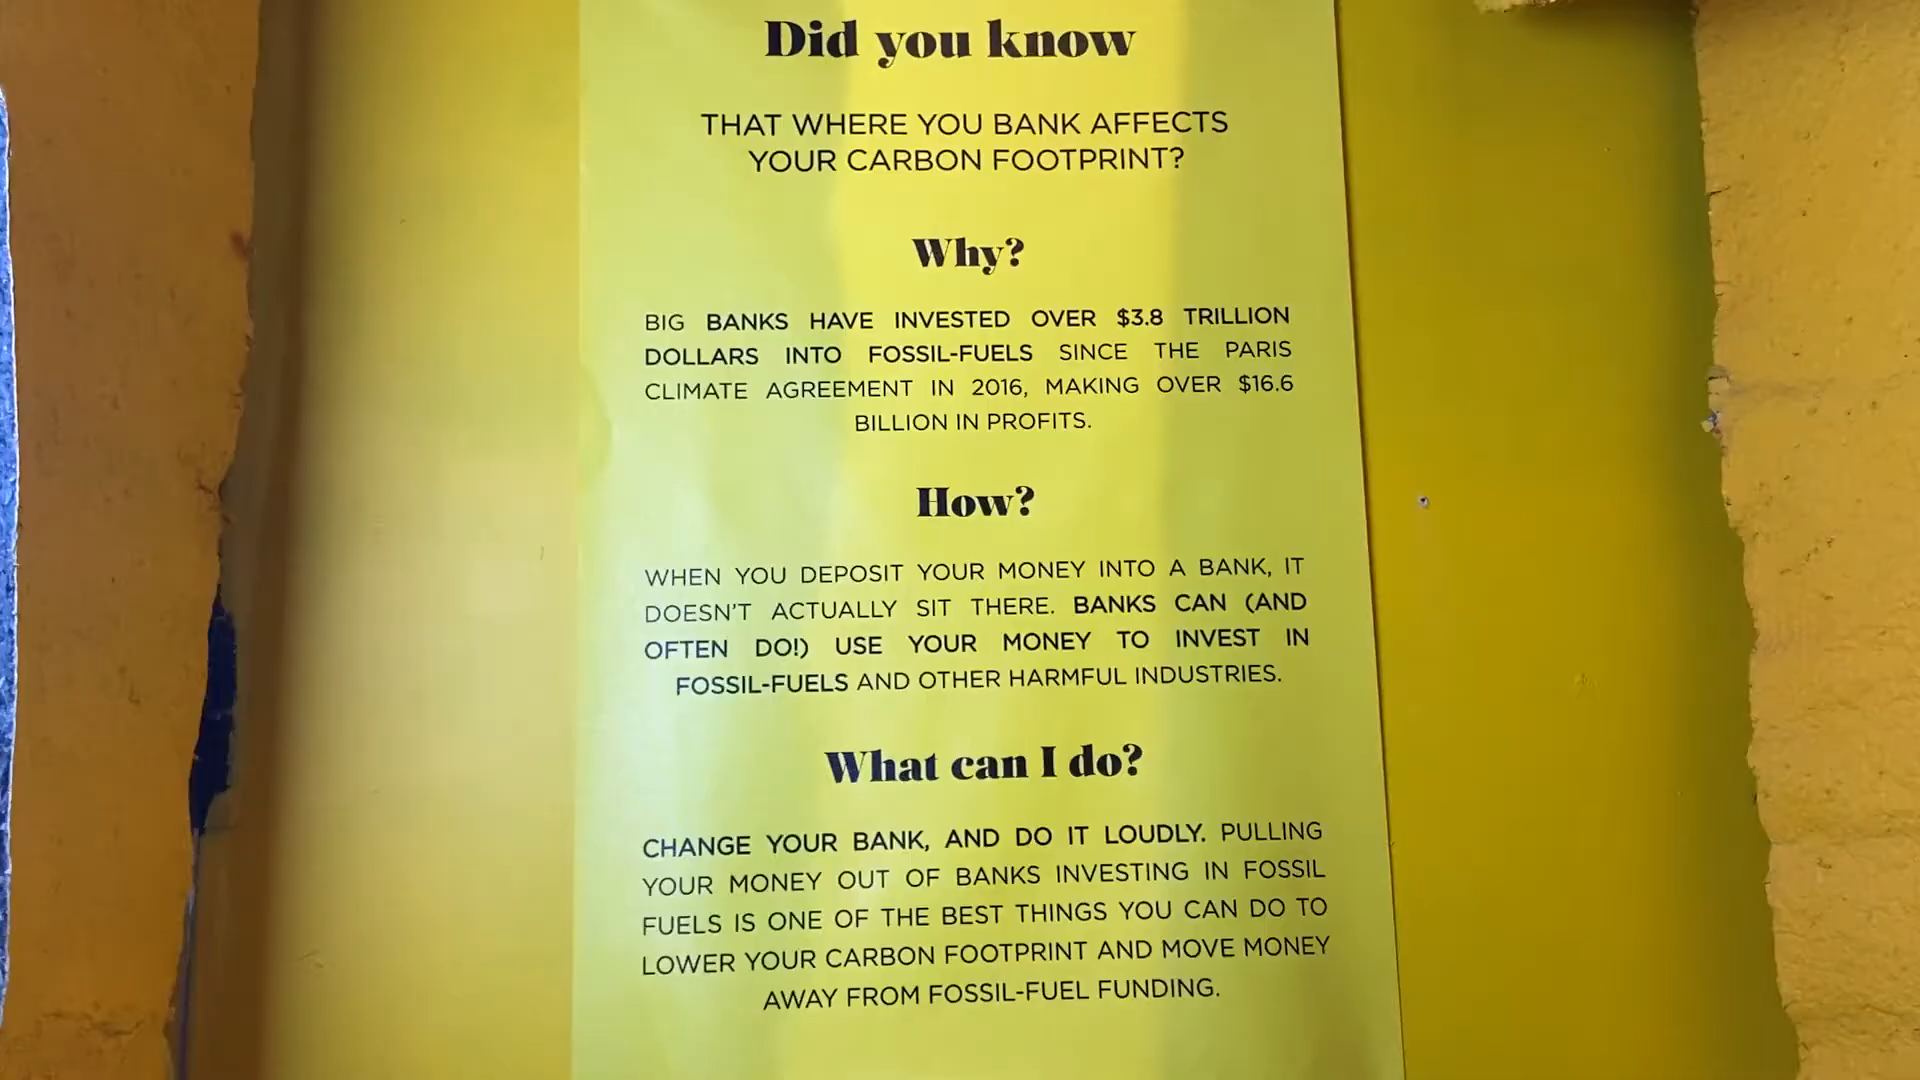 Did you know
THAT WHERE YOU BANK AFFECTS
YOUR CARBON FOOTPRINT?
Why?
BIG BANKS HAVE INVESTED OVER $3.8 TRILLION
DOLLARS INTO FOSSIL-FUELS SINCE THE PARIS
CLIMATE AGREEMENT IN 2016, MAKING OVER $16.6
BILLION IN PROFITS.
How?
WHEN YOU DEPOSIT YOUR MONEY INTO A BANK, IT
DOESN'T ACTUALLY SIT THERE. BANKS CAN (AND
OFTEN DO!) USE YOUR MONEY TO INVEST IN
FOSSIL-FUELS AND OTHER HARMFUL INDUSTRIES.
What can I do?
CHANGE YOUR BANK, AND DO IT LOUDLY. PULLING
YOUR MONEY OUT OF BANKS INVESTING IN FOSSIL
FUELS IS ONE OF THE BEST THINGS YOU CAN DO TO
LOWER YOUR CARBON FOOTPRINT AND MOVE MONEY
AWAY FROM FOSSIL-FUEL FUNDING.